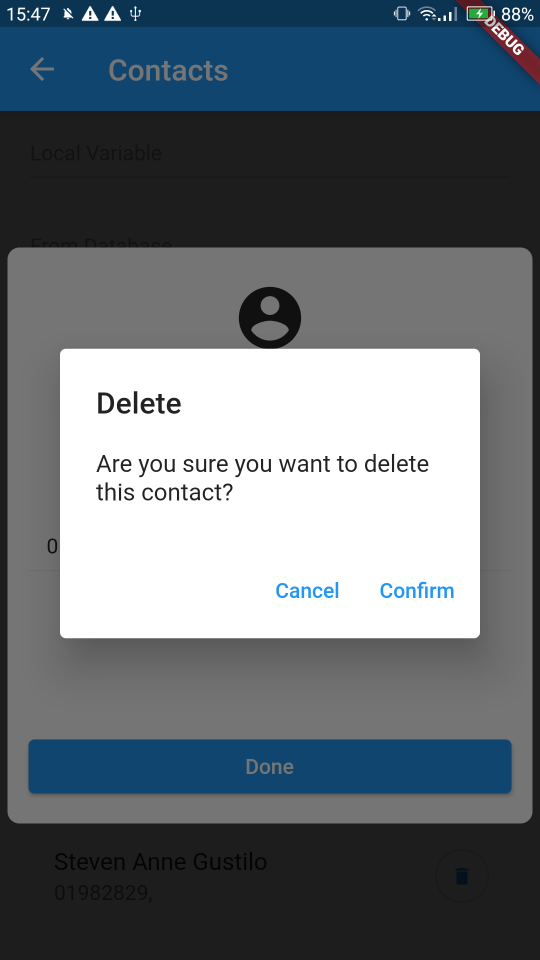 15:47
88%
DEBUG
Contacts
Local Variable
From Database
Delete
Are you sure you want to delete
this contact?
0
Cancel
Confirm
Done
Steven Anne Gustilo
01982829,